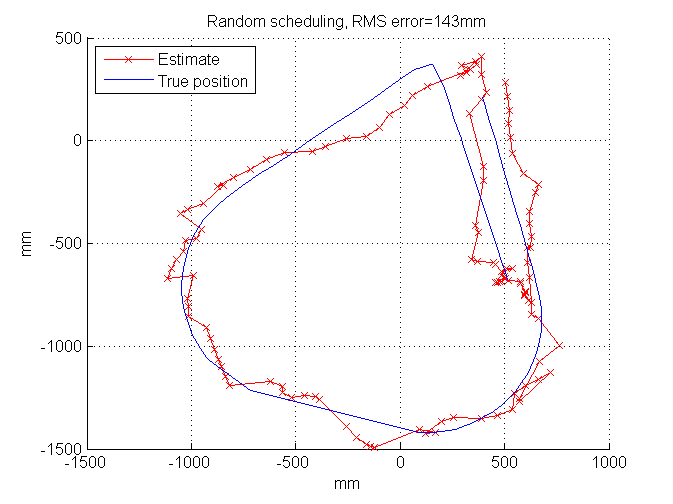 Random scheduling, RMS error=143mm
Estimate
True position
500
0
-500
-1000
-1500
mm
-1500
-1000
-500
0
500
1000
mm